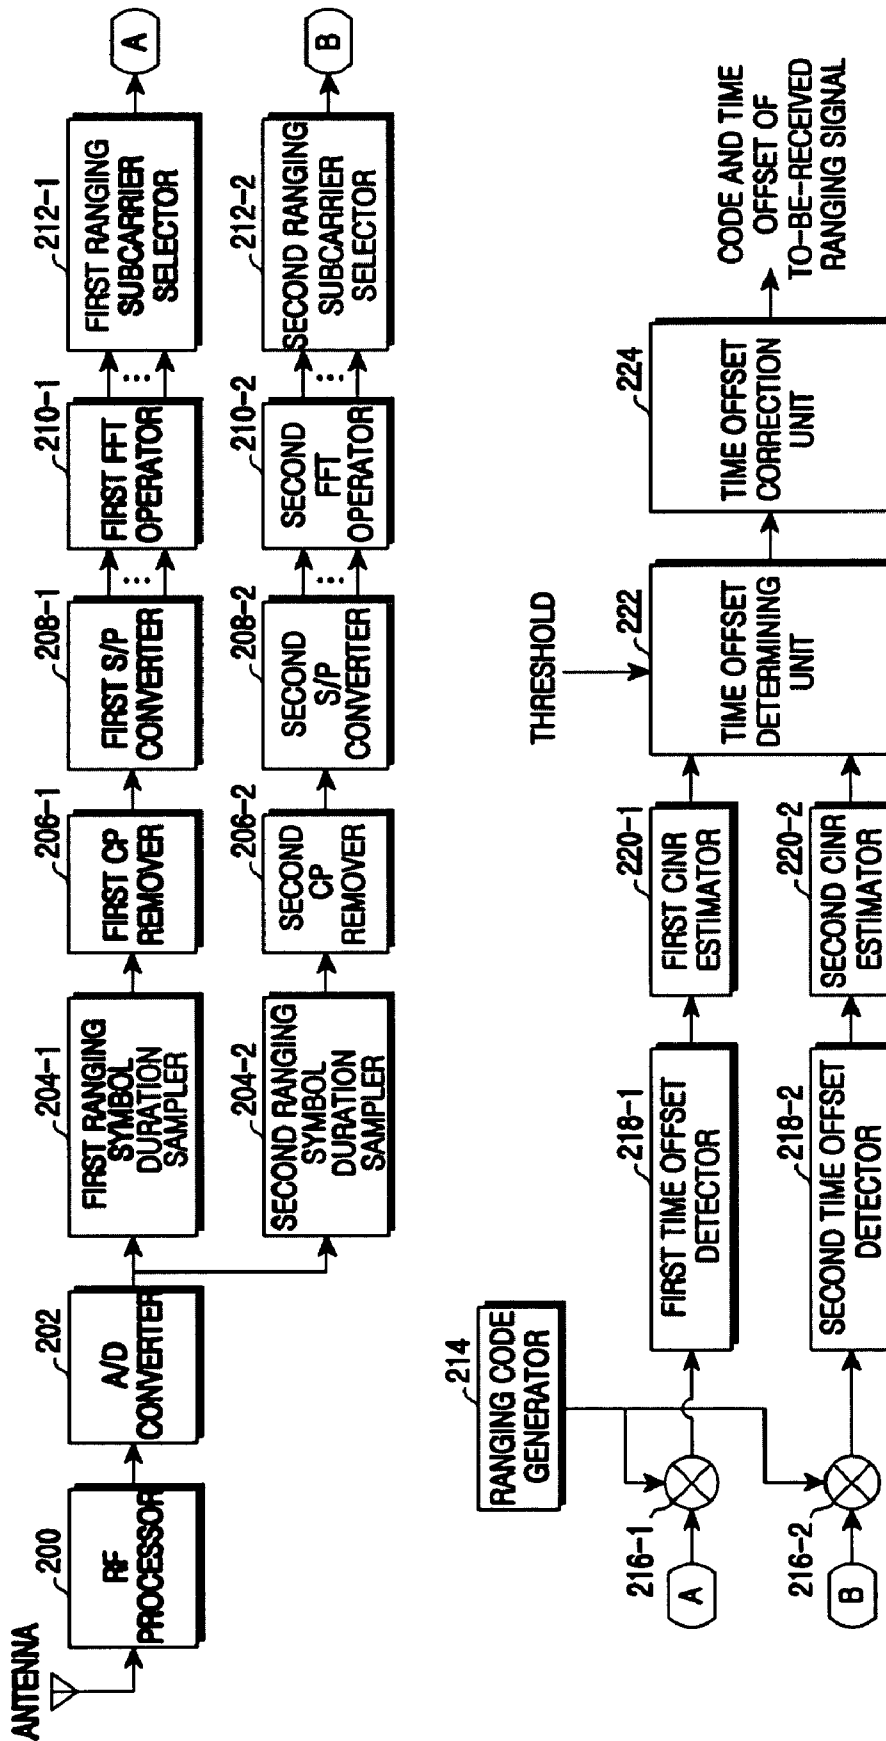 ANTENNA
200
RF
PROCESSOR
202
A/D
CONVERTER
204-1
FIRST RANGING
SYMBOL
DURATION
SAMPLER
206-1
FIRST CP
REMOVER
208-1
FIRST S/P
CONVERTER
210-1
FIRST FFT
OPERATOR
212-1
FIRST RANGING
SUBCARRIER
SELECTOR
A
204-2
SECOND RANGING
SYMBOL
DURATION
SAMPLER
206-2
SECOND
CP
REMOVER
208-2
SECOND
S/P
CONVERTER
210-2
SECOND
FFT
OPERATOR
212-2
SECOND RANGING
SUBCARRIER
SELECTOR
B
214
RANGING CODE
GENERATOR
A
216-1
218-1
FIRST TIME OFFSET
DETECTOR
220-1
FIRST CINR
ESTIMATOR
B
216-2
218-2
SECOND TIME OFFSET
DETECTOR
220-2
SECOND CINR
ESTIMATOR
THRESHOLD
222
TIME OFFSET
DETERMINING
UNIT
224
TIME OFFSET
CORRECTION
UNIT
CODE AND TIME
OFFSET OF
TO-BE-RECEIVED
RANGING SIGNAL